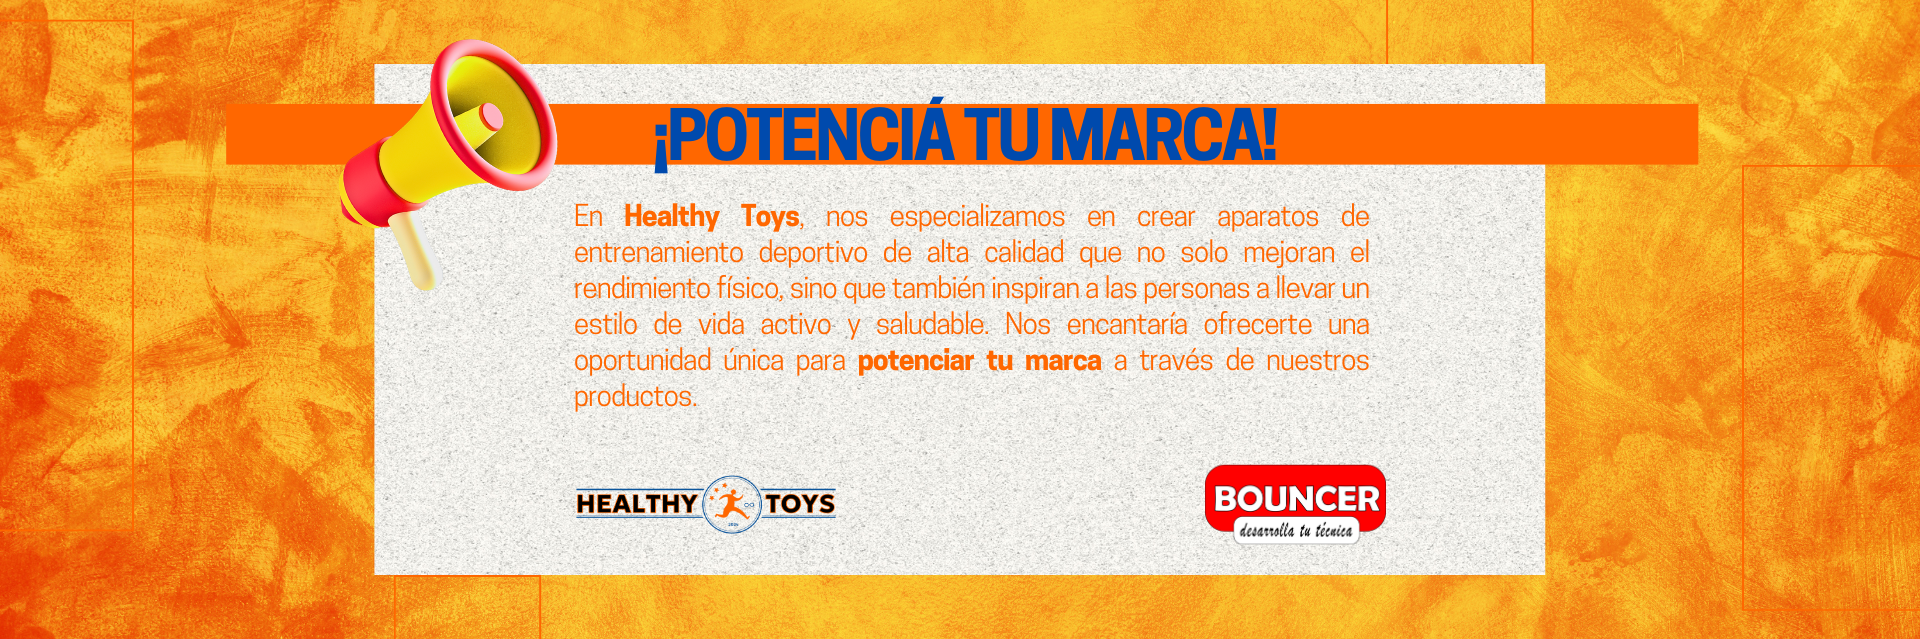 ¡POTENCIÁ TU MARCA!
En Healthy Toys, nos especializamos en crear aparatos de
entrenamiento deportivo de alta calidad que no solo mejoran el
rendimiento físico, sino que también inspiran a las personas a llevar un
estilo de vida activo y saludable. Nos encantaría ofrecerte una
oportunidad única para potenciar tu marca a través de nuestros
productos.
HEALTHY TOYS
BOUNCER
desarrolla tu técnica